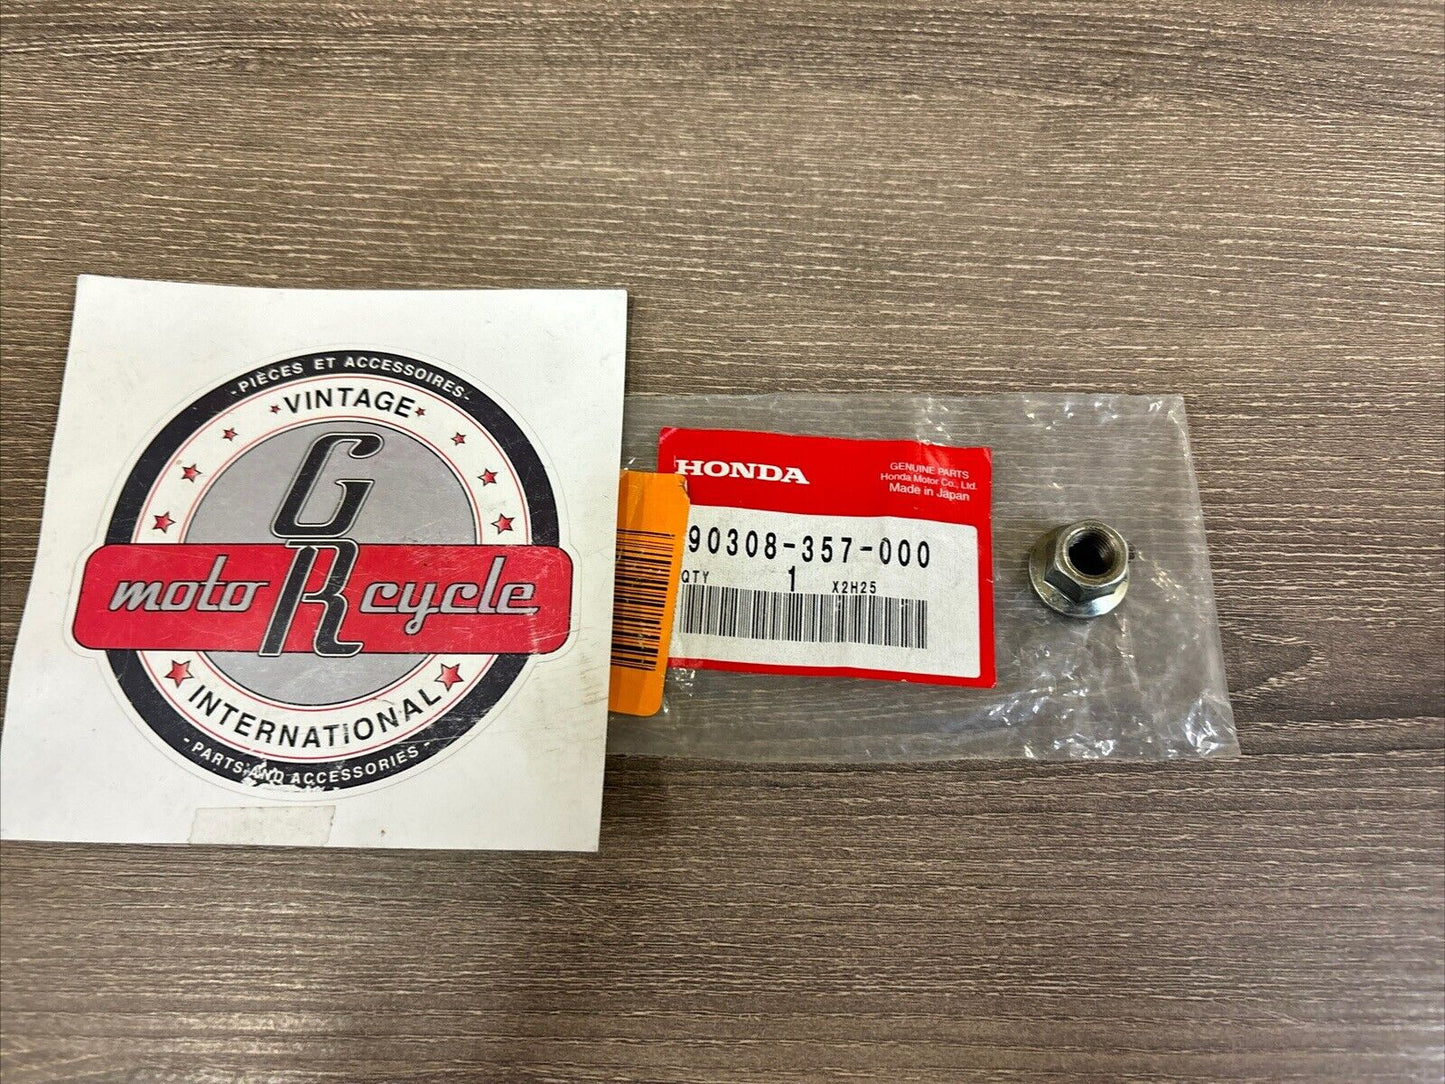 - PIÈCES ET ACCESSOIRES -
VINTAGE
GR
moto cycle
INTERNATIONAL
- PARTS AND ACCESSORIES -
HONDA
GENUINE PARTS
Honda Motor Co., Ltd.
Made in Japan
90308-357-000
QTY 1 X2H25